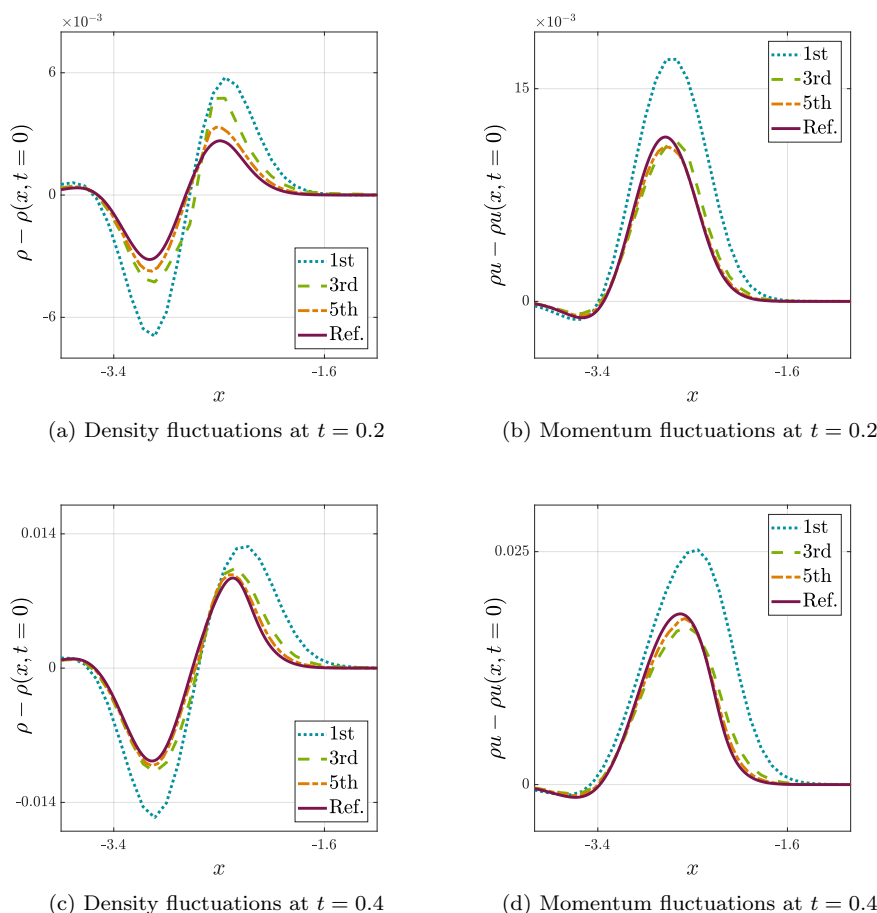 ×10⁻³
6
0
-6
ρ − ρ(x, t = 0)
1st
3rd
5th
Ref.
-3.4
-1.6
x
(a) Density fluctuations at t = 0.2
×10⁻³
15
0
ρu − ρu(x, t = 0)
1st
3rd
5th
Ref.
-3.4
-1.6
x
(b) Momentum fluctuations at t = 0.2
0.014
0
-0.014
ρ − ρ(x, t = 0)
1st
3rd
5th
Ref.
-3.4
-1.6
x
(c) Density fluctuations at t = 0.4
0.025
0
ρu − ρu(x, t = 0)
1st
3rd
5th
Ref.
-3.4
-1.6
x
(d) Momentum fluctuations at t = 0.4